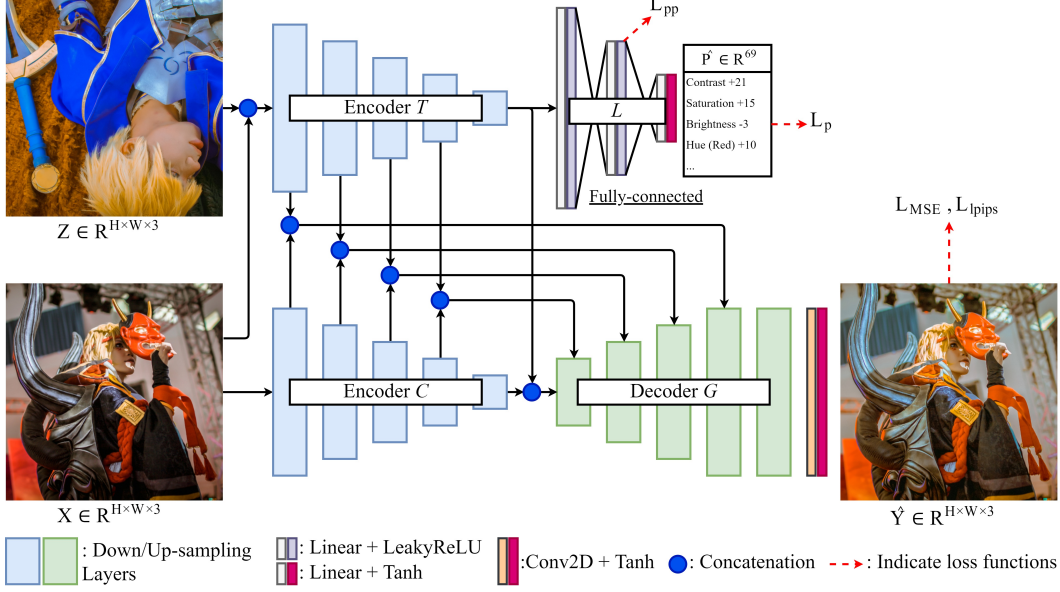 L_pp
P̂ ∈ R^69
Contrast +21
Saturation +15
Brightness -3
Hue (Red) +10
...
L_p
Encoder T
L
Fully-connected
Z ∈ R^H×W×3
L_MSE , L_lpips
Encoder C
Decoder G
X ∈ R^H×W×3
Ŷ ∈ R^H×W×3
: Down/Up-sampling
Layers
: Linear + LeakyReLU
: Linear + Tanh
:Conv2D + Tanh
: Concatenation
: Indicate loss functions